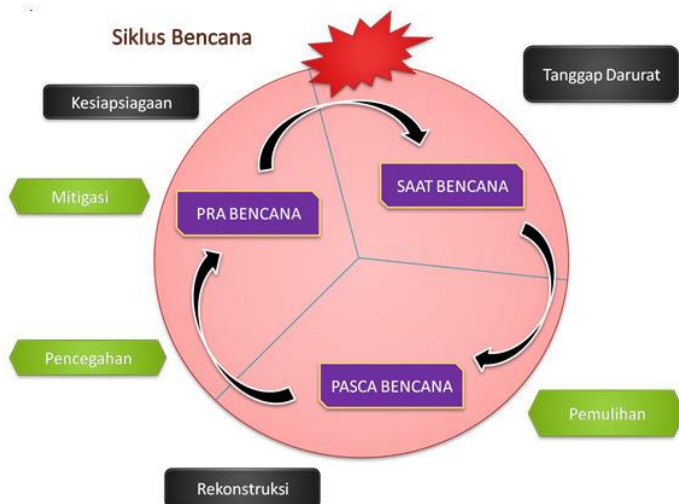 Siklus Bencana
Tanggap Darurat
Kesiapsiagaan
Mitigasi
PRA BENCANA
SAAT BENCANA
Pencegahan
PASCA BENCANA
Pemulihan
Rekonstruksi